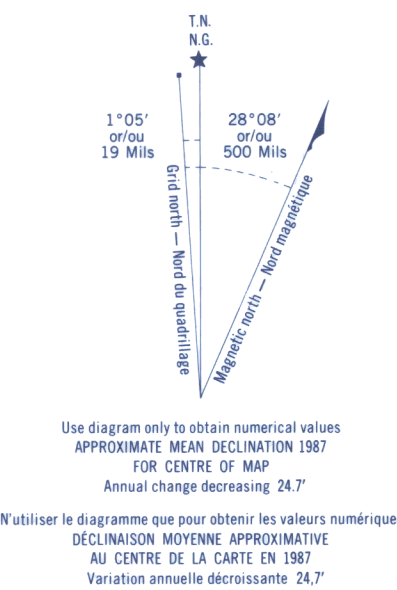 T.N.
N.G.
1°05′
or/ou
19 Mils
28°08′
or/ou
500 Mils
Grid north — Nord du quadrillage
Magnetic north — Nord magnétique
Use diagram only to obtain numerical values
APPROXIMATE MEAN DECLINATION 1987
FOR CENTRE OF MAP
Annual change decreasing 24.7′
N'utiliser le diagramme que pour obtenir les valeurs numérique
DÉCLINAISON MOYENNE APPROXIMATIVE
AU CENTRE DE LA CARTE EN 1987
Variation annuelle décroissante 24,7′